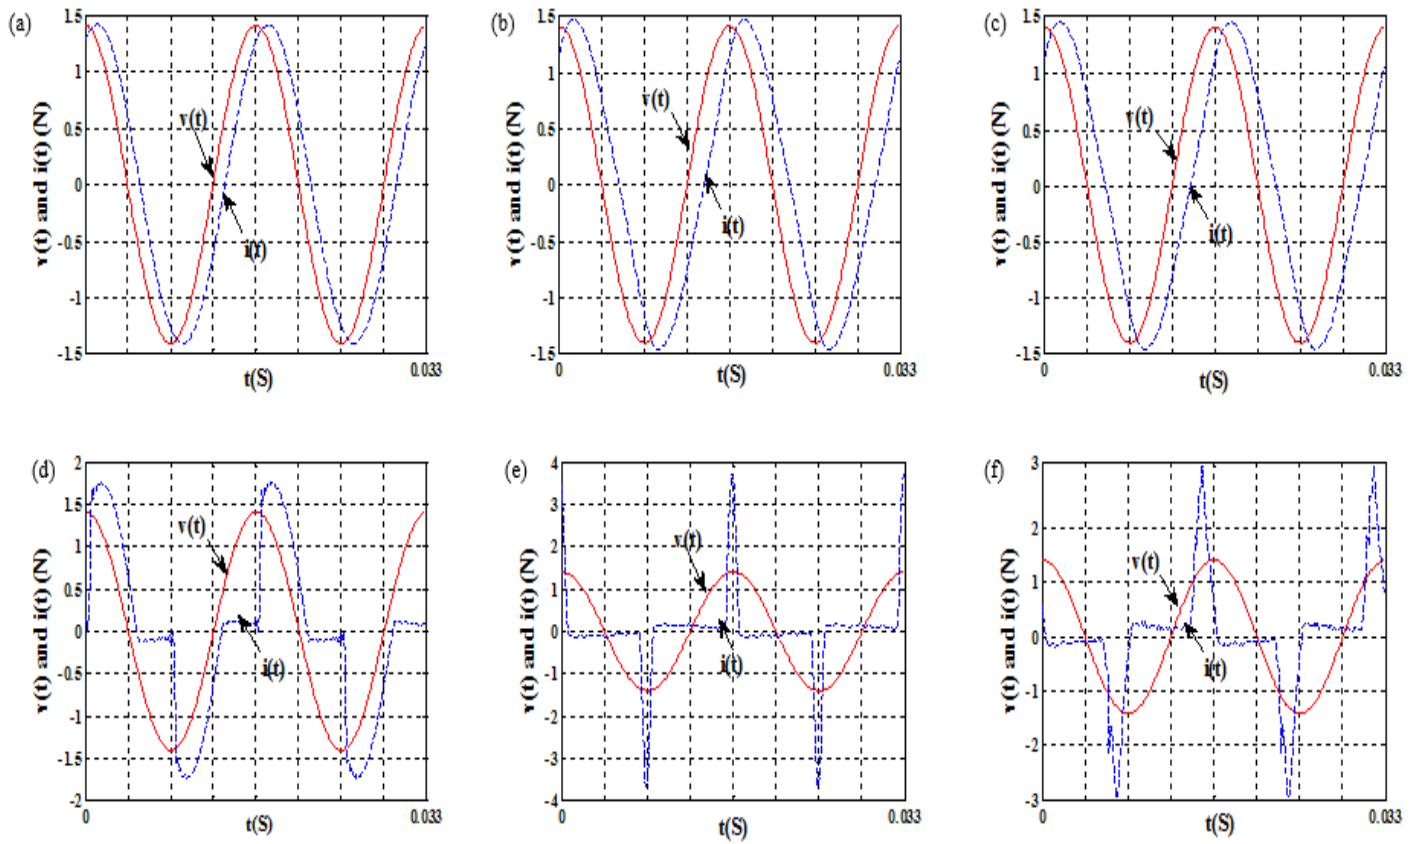 (a)
1.5
1
0.5
0
-0.5
-1
-1.5
v(t) and i(t) (N)
v(t)
i(t)
0
t(S)
0.033
(b)
1.5
1
0.5
0
-0.5
-1
-1.5
v(t) and i(t) (N)
v(t)
i(t)
0
t(S)
0.033
(c)
1.5
1
0.5
0
-0.5
-1
-1.5
v(t) and i(t) (N)
v(t)
i(t)
0
t(S)
0.033
(d)
2
1.5
1
0.5
0
-0.5
-1
-1.5
-2
v(t) and i(t) (N)
v(t)
i(t)
0
t(S)
0.033
(e)
4
3
2
1
0
-1
-2
-3
-4
v(t) and i(t) (N)
v(t)
i(t)
0
t(S)
0.033
(f)
3
2
1
0
-1
-2
-3
v(t) and i(t) (N)
v(t)
i(t)
0
t(S)
0.033